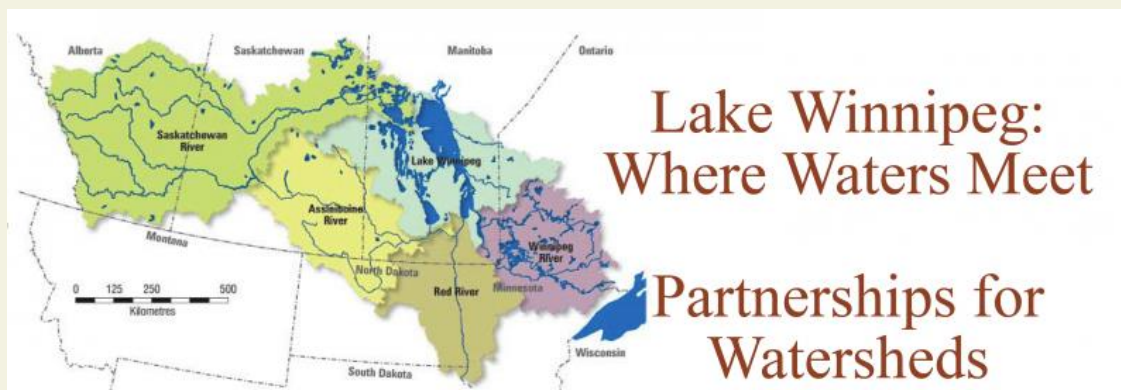 Alberta
Saskatchewan
Manitoba
Ontario
Saskatchewan
River
Lake Winnipeg
Assiniboine
River
Winnipeg
River
Montana
North Dakota
Red River
Minnesota
0 125 250 500
Kilometres
Wisconsin
South Dakota
Lake Winnipeg:
Where Waters Meet
Partnerships for
Watersheds